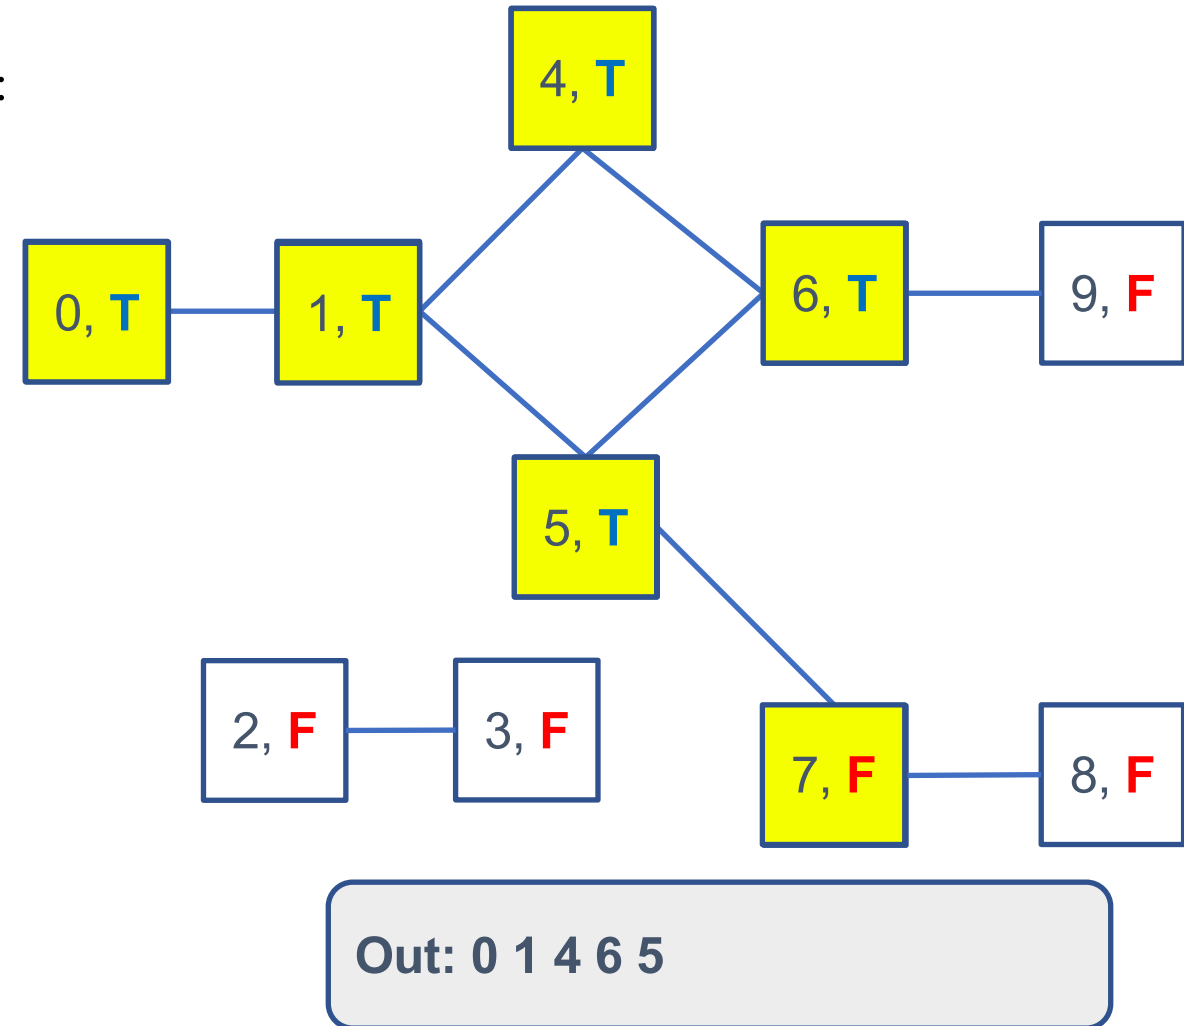 :
4, T
0, T
1, T
6, T
9, F
5, T
2, F
3, F
7, F
8, F
Out: 0 1 4 6 5